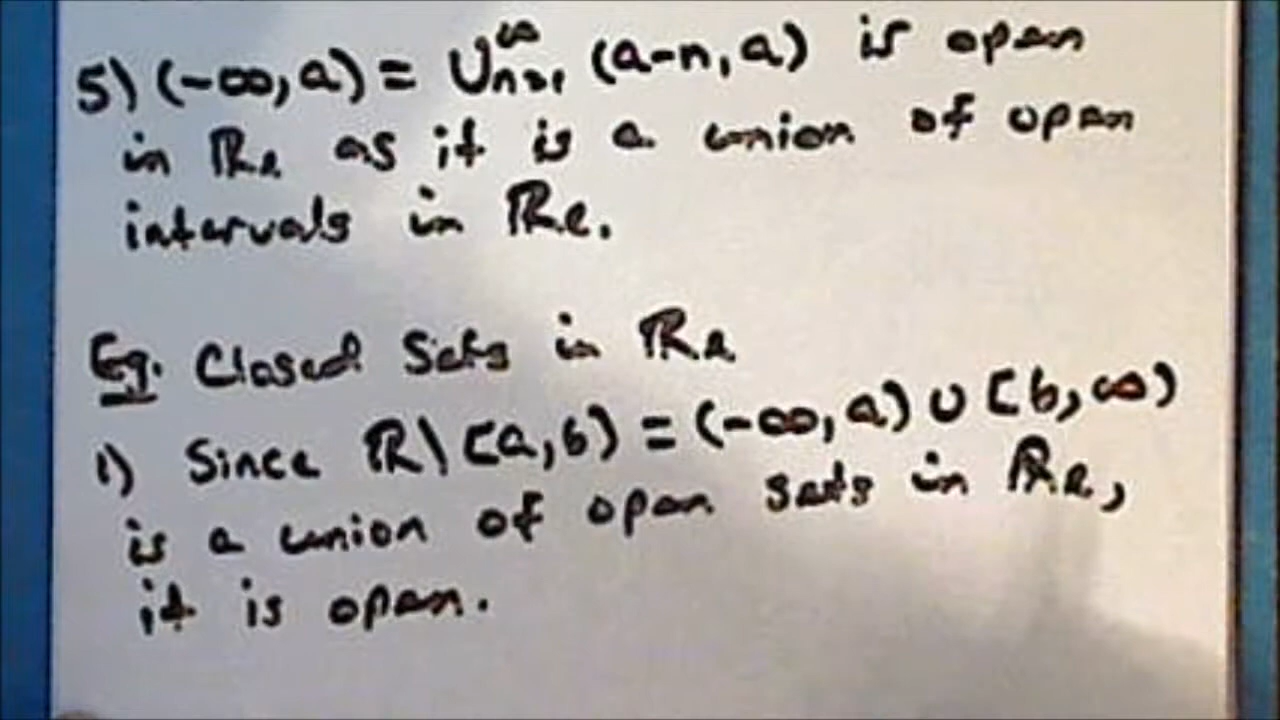 5) (-∞, a) = ∪ₙ₌₁^∞ (a-n, a) is open
in ℝₗ as it is a union of open
intervals in ℝₗ.
Eg. Closed Sets in ℝₗ
1) Since ℝ\[a,b) = (-∞, a) ∪ [b, ∞)
is a union of open sets in ℝₗ,
it is open.